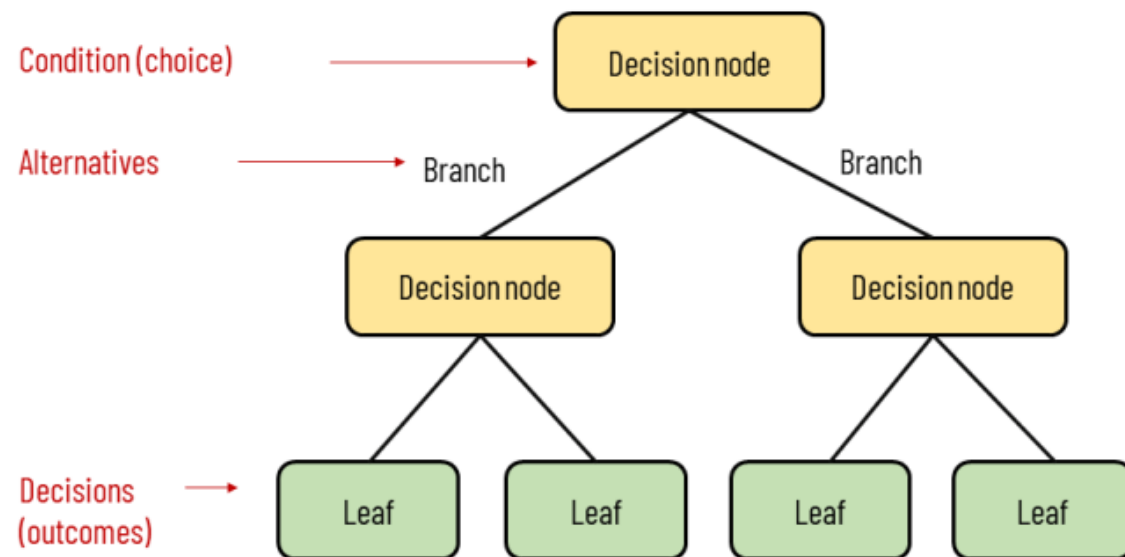 Condition (choice)
Decision node
Alternatives
Branch
Branch
Decision node
Decision node
Decisions
(outcomes)
Leaf
Leaf
Leaf
Leaf